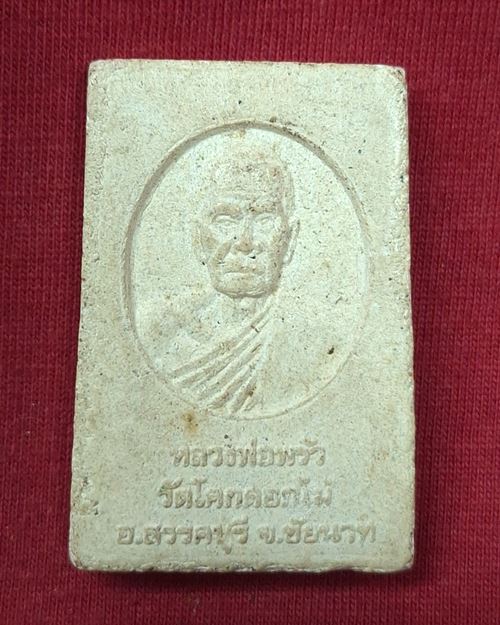 หลวงพ่อพร้า
วัดโคกดอกไม้
อ.สรรคบุรี จ.ชัยนาท